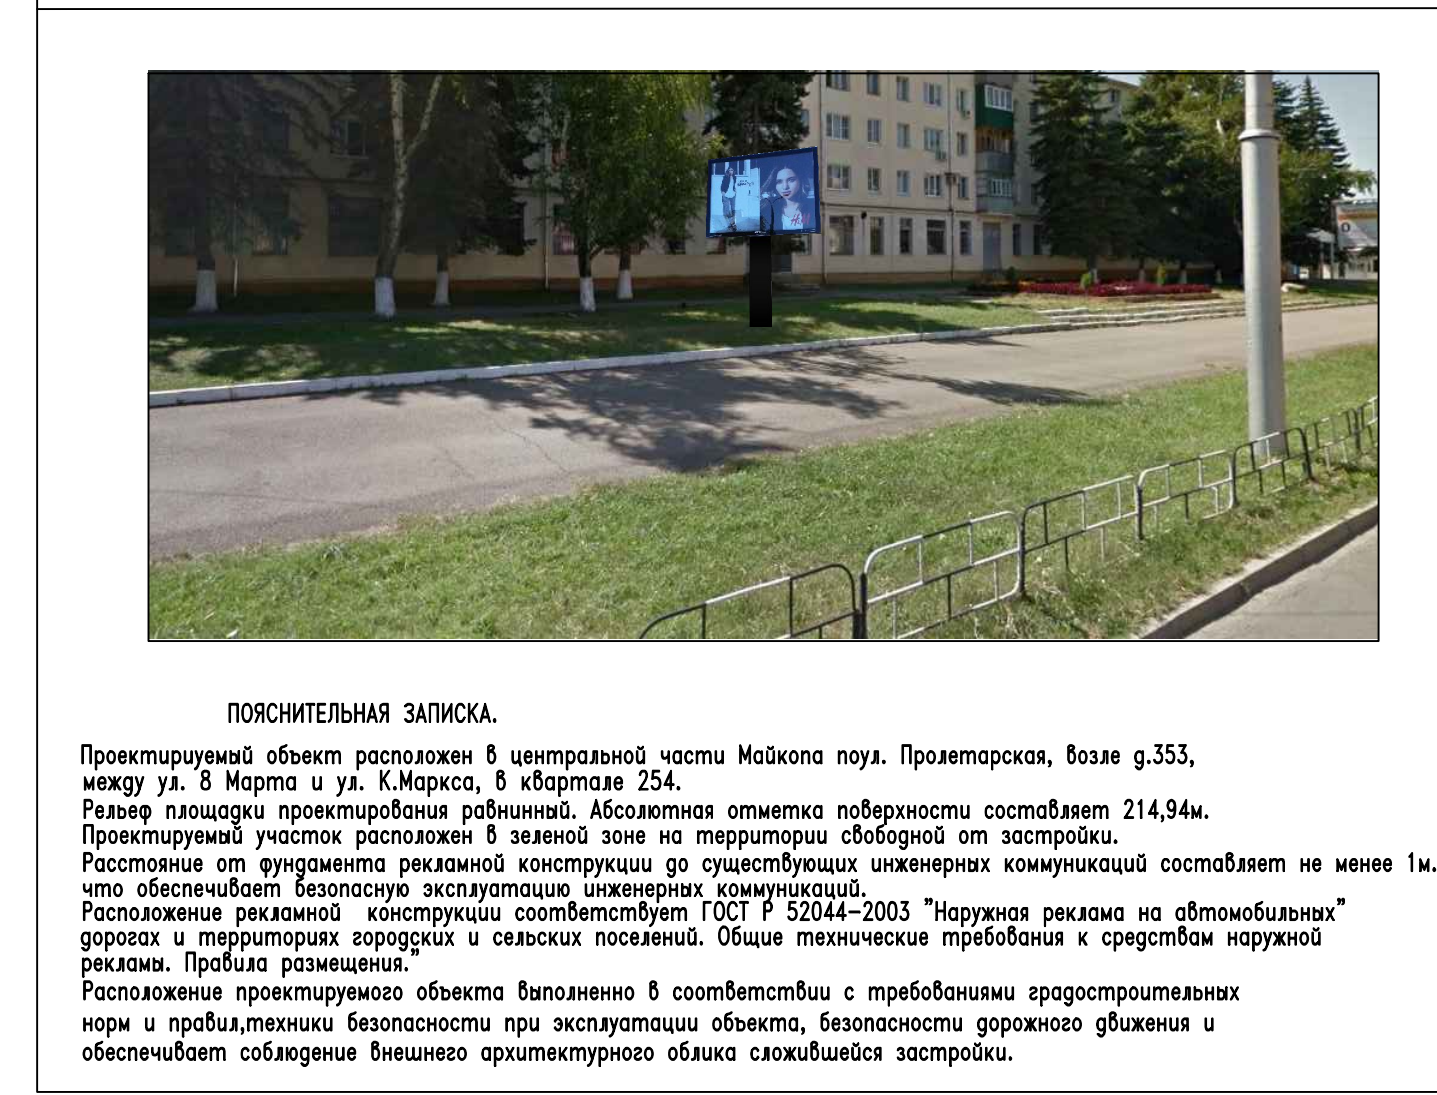 ПОЯСНИТЕЛЬНАЯ ЗАПИСКА.
Проектируиуемый объект расположен в центральной части Майкопа поул. Пролетарская, возле д.353,
между ул. 8 Марта и ул. К.Маркса, в квартале 254.
Рельеф площадки проектирования равнинный. Абсолютная отметка поверхности составляет 214,94м.
Проектируемый участок расположен в зеленой зоне на территории свободной от застройки.
Расстояние от фундамента рекламной конструкции до существующих инженерных коммуникаций составляет не менее 1м.
что обеспечивает безопасную эксплуатацию инженерных коммуникаций.
Расположение рекламной конструкции соответствует ГОСТ Р 52044–2003 "Наружная реклама на автомобильных"
дорогах и территориях городских и сельских поселений. Общие технические требования к средствам наружной
рекламы. Правила размещения."
Расположение проектируемого объекта выполненно в соответствии с требованиями градостроительных
норм и правил,техники безопасности при эксплуатации объекта, безопасности дорожного движения и
обеспечивает соблюдение внешнего архитектурного облика сложившейся застройки.